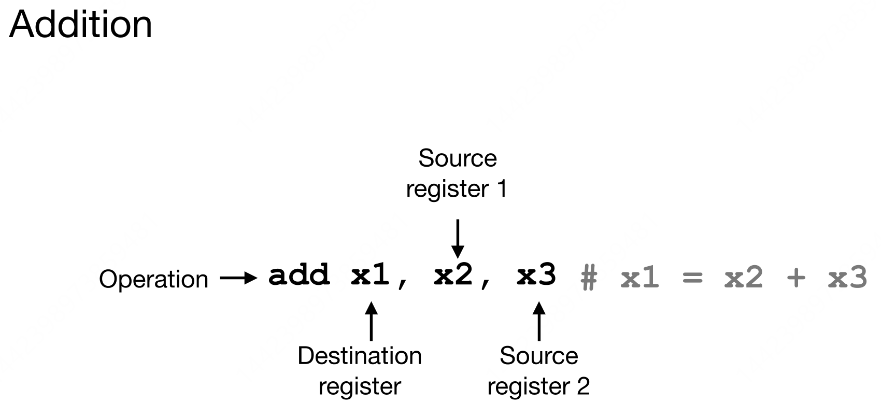 Addition
Source
register 1
Operation
add x1, x2, x3 # x1 = x2 + x3
Destination
register
Source
register 2